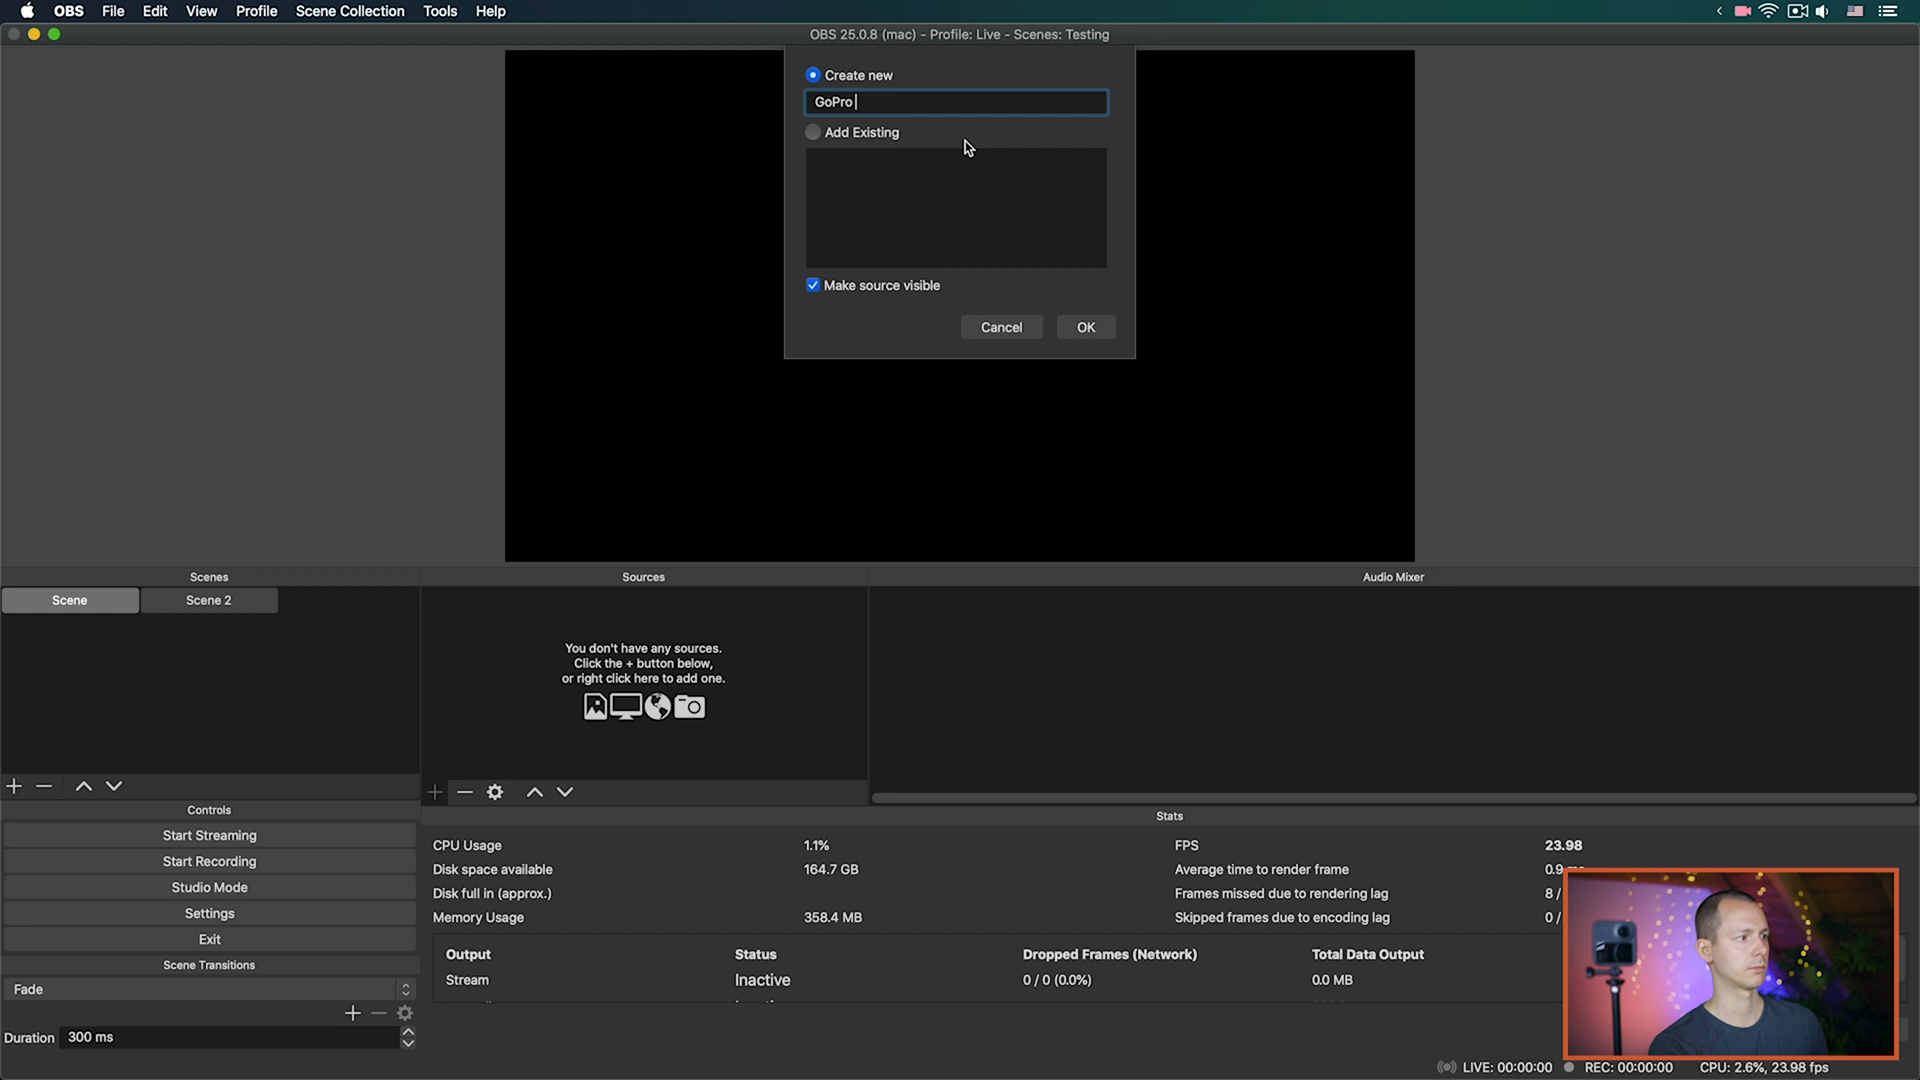 OBS File Edit View Profile Scene Collection Tools Help
OBS 25.0.8 (mac) - Profile: Live - Scenes: Testing
Create new
GoPro
Add Existing
Make source visible
Cancel OK
Scenes
Scene Scene 2
Sources
You don't have any sources.
Click the + button below,
or right click here to add one.
Audio Mixer
Controls
Start Streaming
Start Recording
Studio Mode
Settings
Exit
Scene Transitions
Fade
Duration 300 ms
Stats
CPU Usage 1.1% FPS 23.98
Disk space available 164.7 GB Average time to render frame 0.9
Disk full in (approx.) Frames missed due to rendering lag 8 /
Memory Usage 358.4 MB Skipped frames due to encoding lag 0 /
Output Status Dropped Frames (Network) Total Data Output
Stream Inactive 0 / 0 (0.0%) 0.0 MB
LIVE: 00:00:00 REC: 00:00:00 CPU: 2.6%, 23.98 fps